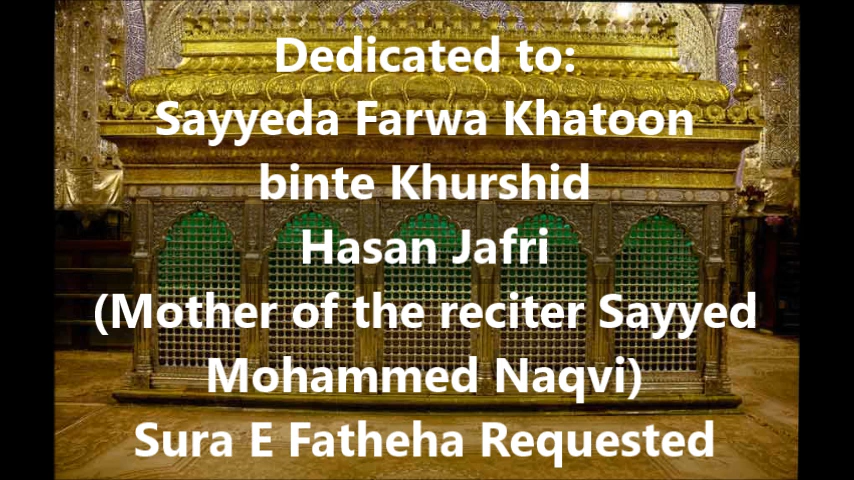 Dedicated to:
Sayyeda Farwa Khatoon
binte Khurshid
Hasan Jafri
(Mother of the reciter Sayyed
Mohammed Naqvi)
Sura E Fatheha Requested